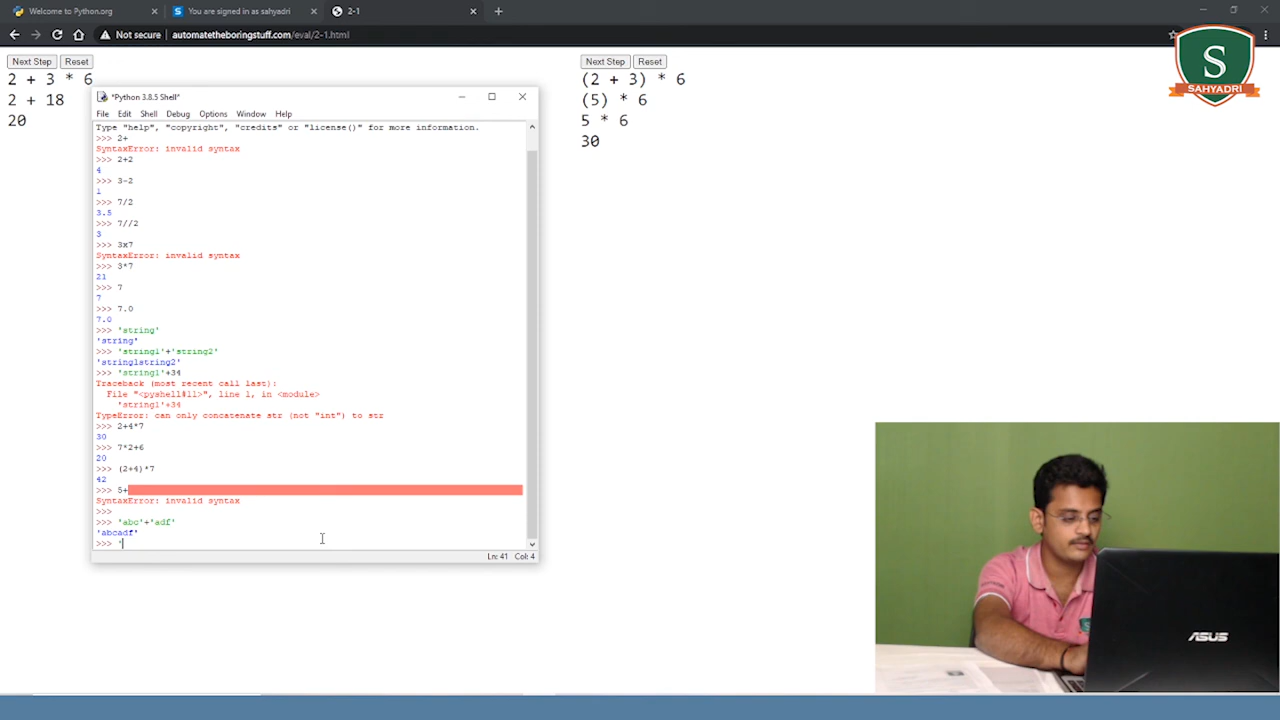 Welcome to Python.org
You are signed in as sahyadri
2-1
Not secure
automatetheboringstuff.com/eval/2-1.html
Next Step
Reset
2 + 3 * 6
2 + 18
20
Next Step
Reset
(2 + 3) * 6
(5) * 6
5 * 6
30
S
SAHYADRI
*Python 3.8.5 Shell*
File Edit Shell Debug Options Window Help
Type "help", "copyright", "credits" or "license()" for more information.
>>> 2+
SyntaxError: invalid syntax
>>> 2+2
4
>>> 3-2
1
>>> 7/2
3.5
>>> 7//2
3
>>> 3x7
SyntaxError: invalid syntax
>>> 3*7
21
>>> 7
7
>>> 7.0
7.0
>>> 'string'
'string'
>>> 'string1'+'string2'
'string1string2'
>>> 'string1'+34
Traceback (most recent call last):
File "<pyshell#11>", line 1, in <module>
'string1'+34
TypeError: can only concatenate str (not "int") to str
>>> 2+4*7
30
>>> 7*2+6
20
>>> (2+4)*7
42
>>> 5+
SyntaxError: invalid syntax
>>>
>>> 'abc'+'adf'
'abcadf'
>>> '
Ln: 41 Col: 4
ASUS